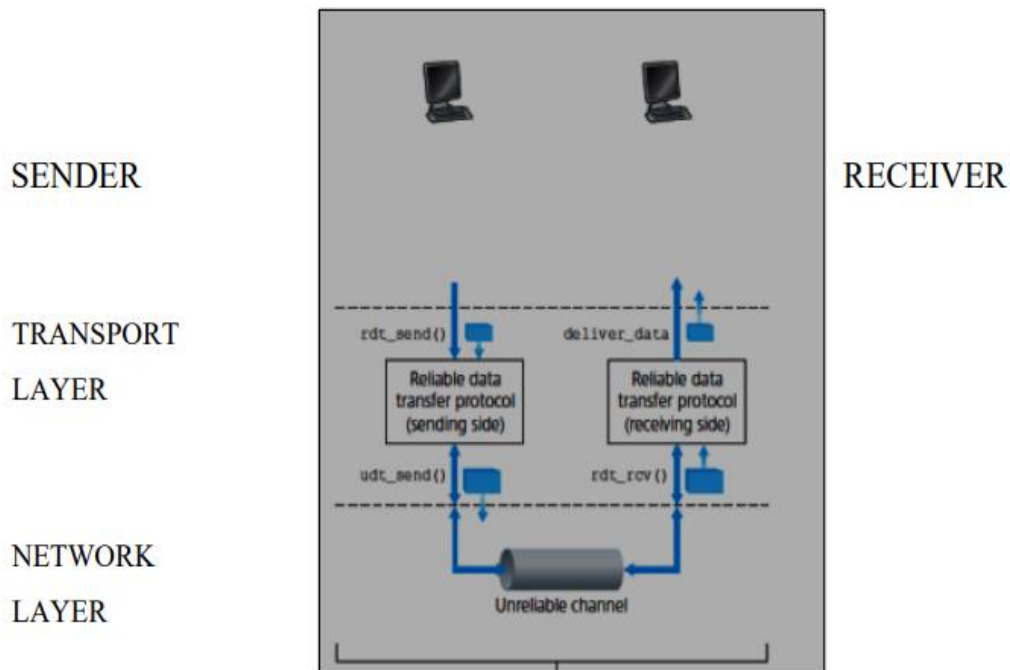 SENDER
RECEIVER
TRANSPORT
LAYER
rdt_send()
deliver_data
Reliable data
transfer protocol
(sending side)
Reliable data
transfer protocol
(receiving side)
udt_send()
rdt_rcv()
NETWORK
LAYER
Unreliable channel